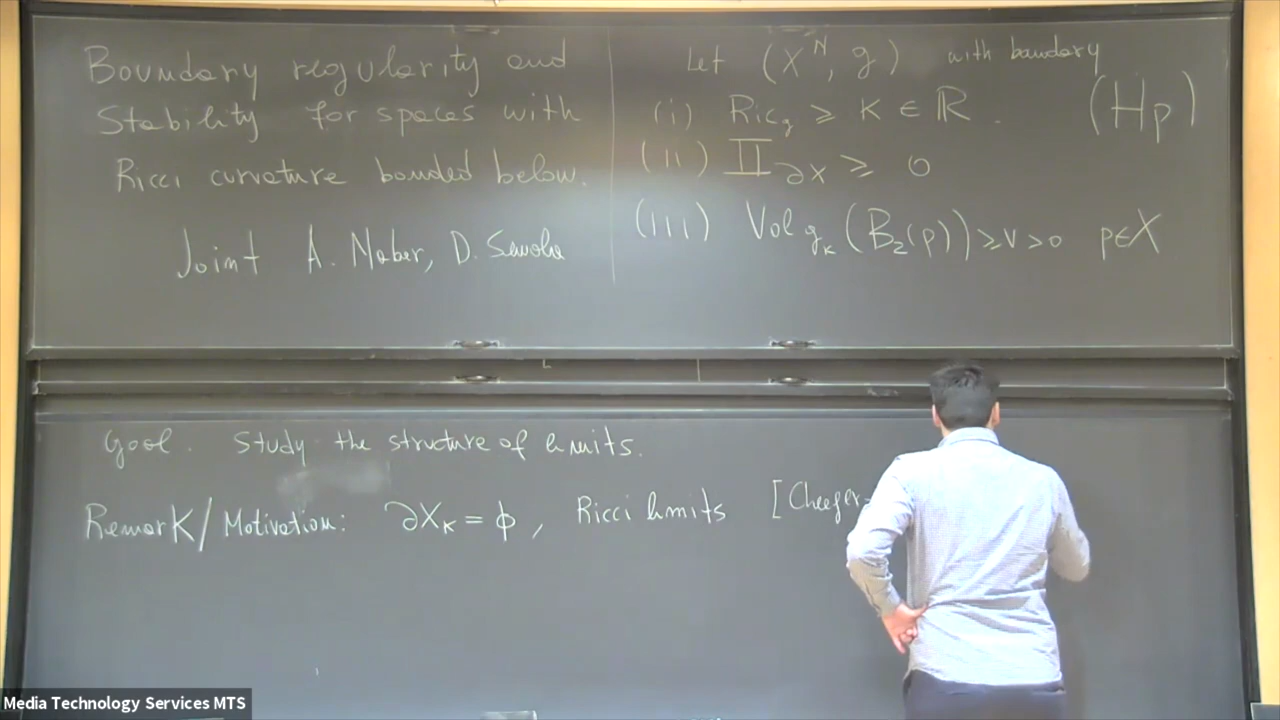 Boundary regularity and
Stability for spaces with
Ricci curvature bounded below.
Joint A. Naber, D. Semola
Let (X^N, g) with boundary
(i) Ric_g ≥ K ∈ ℝ. (Hp)
(ii) II_∂X ≥ 0
(iii) Vol_{g_k} (B_2(p)) ≥ v > 0 p ∈ X
Goal. Study the structure of limits.
Remark/Motivation: ∂X_K = ϕ, Ricci limits [Cheeger-
Media Technology Services MTS